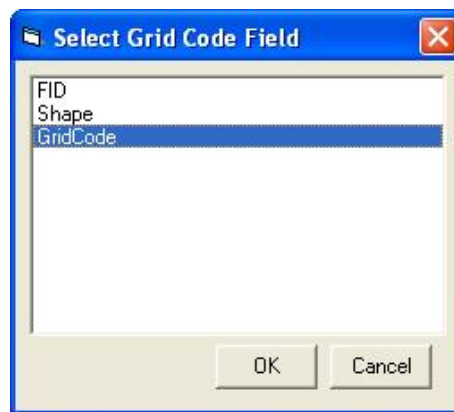 Select Grid Code Field
FID
Shape
GridCode
OK
Cancel